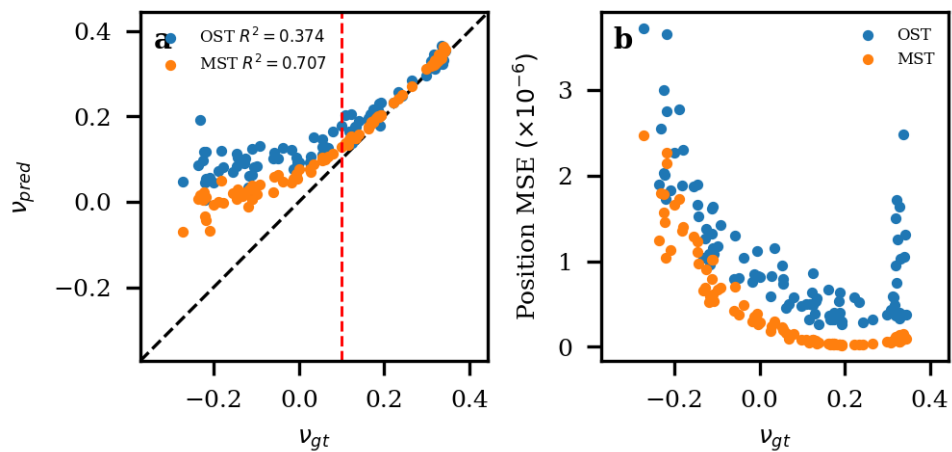 a
OST R² = 0.374
MST R² = 0.707
0.4
0.2
0.0
−0.2
ν_pred
−0.2
0.0
0.2
0.4
ν_gt
b
OST
MST
3
2
1
0
Position MSE (×10⁻⁶)
−0.2
0.0
0.2
0.4
ν_gt